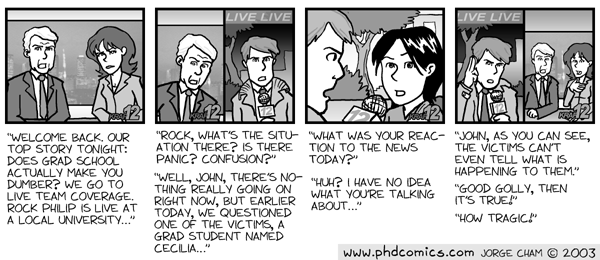 12
"WELCOME BACK. OUR
TOP STORY TONIGHT:
DOES GRAD SCHOOL
ACTUALLY MAKE YOU
DUMBER? WE GO TO
LIVE TEAM COVERAGE.
ROCK PHILIP IS LIVE AT
A LOCAL UNIVERSITY..."
LIVE LIVE
12
"ROCK, WHAT'S THE SITU-
ATION THERE? IS THERE
PANIC? CONFUSION?"
"WELL, JOHN, THERE'S NO-
THING REALLY GOING ON
RIGHT NOW, BUT EARLIER
TODAY, WE QUESTIONED
ONE OF THE VICTIMS, A
GRAD STUDENT NAMED
CECILIA..."
12
12
"WHAT WAS YOUR REAC-
TION TO THE NEWS
TODAY?"
"HUH? I HAVE NO IDEA
WHAT YOU'RE TALKING
ABOUT..."
LIVE LIVE
12
"JOHN, AS YOU CAN SEE,
THE VICTIMS CAN'T
EVEN TELL WHAT IS
HAPPENING TO THEM."
"GOOD GOLLY, THEN
IT'S TRUE!"
"HOW TRAGIC!"
www.phdcomics.com JORGE CHAM © 2003